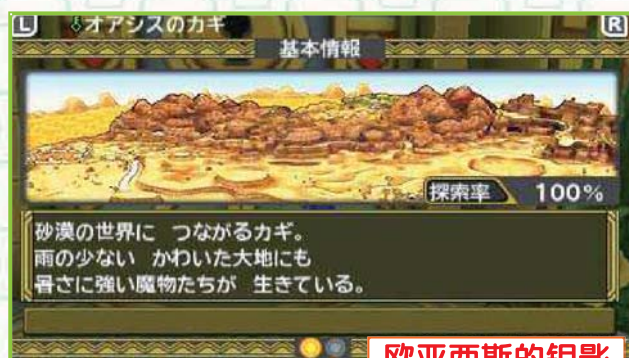 L オアシスのカギ R
基本情報
探索率 100%
砂漠の世界に つながるカギ。
雨の少ない かわいた大地にも
暑さに強い魔物たちが 生きている。
欧亚西斯的钥匙